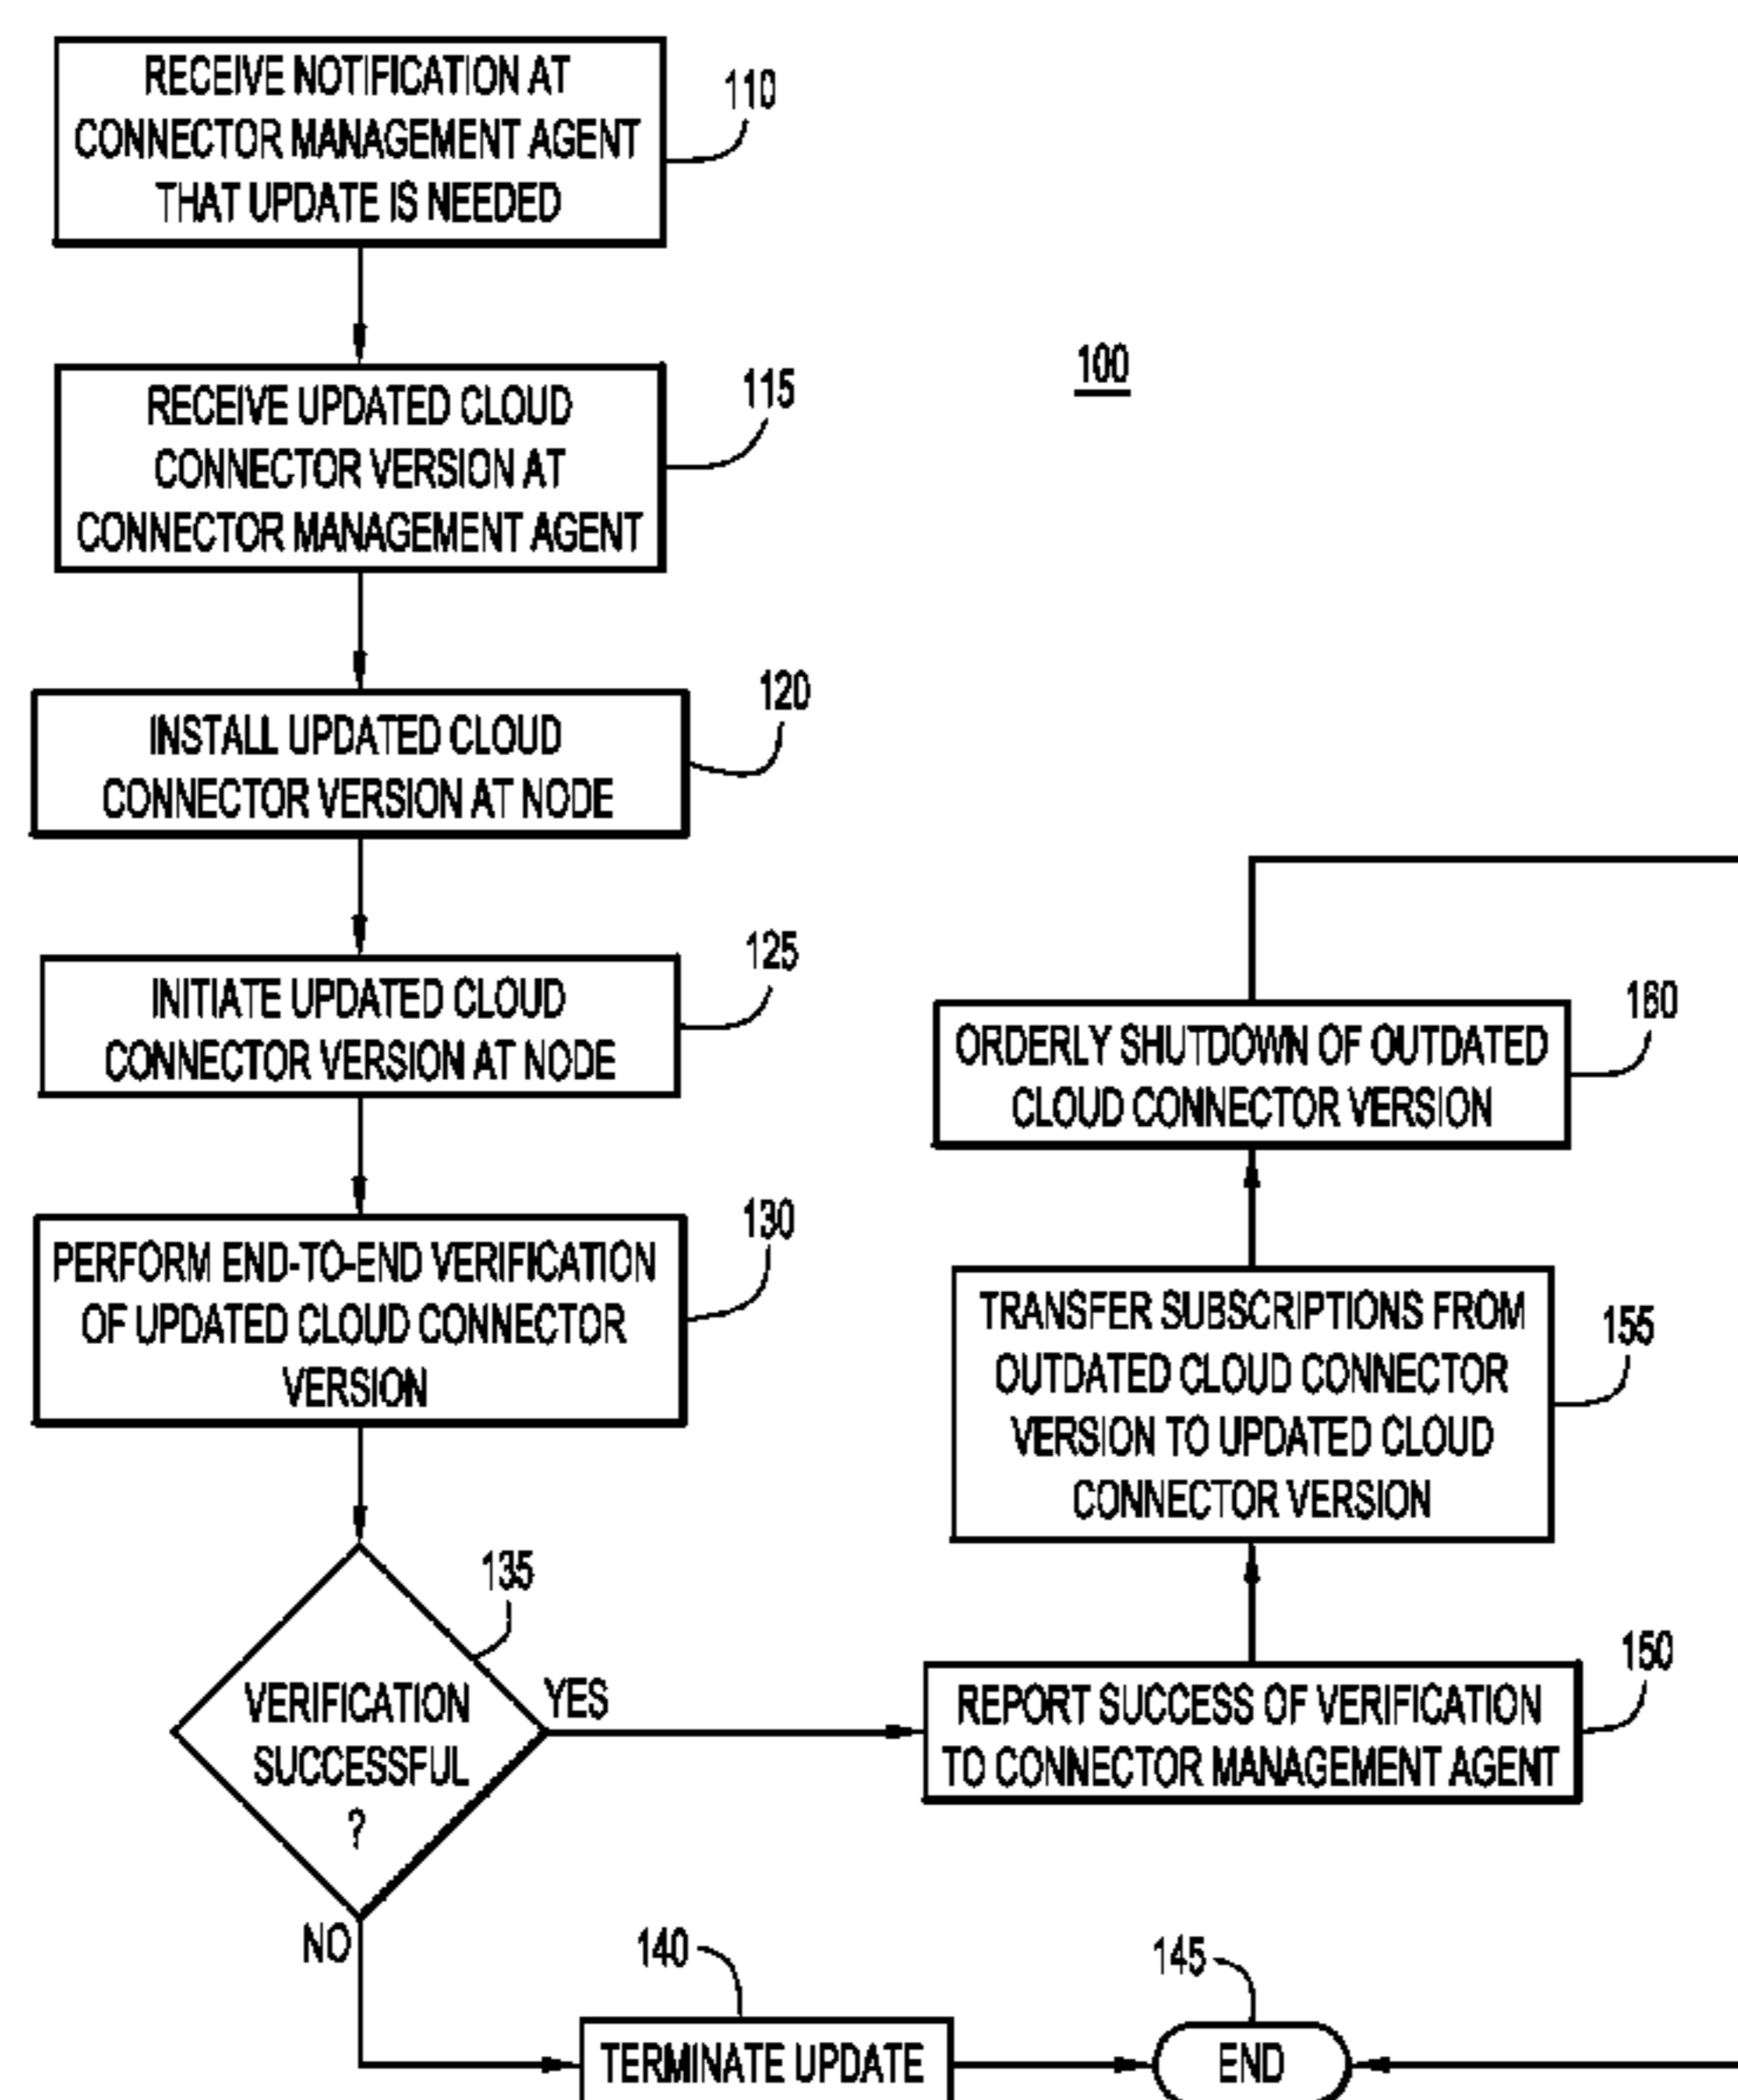 RECEIVE NOTIFICATION AT
CONNECTOR MANAGEMENT AGENT
THAT UPDATE IS NEEDED
110
RECEIVE UPDATED CLOUD
CONNECTOR VERSION AT
CONNECTOR MANAGEMENT AGENT
115
100
INSTALL UPDATED CLOUD
CONNECTOR VERSION AT NODE
120
INITIATE UPDATED CLOUD
CONNECTOR VERSION AT NODE
125
PERFORM END-TO-END VERIFICATION
OF UPDATED CLOUD CONNECTOR
VERSION
130
VERIFICATION
SUCCESSFUL
?
135
YES
NO
REPORT SUCCESS OF VERIFICATION
TO CONNECTOR MANAGEMENT AGENT
150
TRANSFER SUBSCRIPTIONS FROM
OUTDATED CLOUD CONNECTOR
VERSION TO UPDATED CLOUD
CONNECTOR VERSION
155
ORDERLY SHUTDOWN OF OUTDATED
CLOUD CONNECTOR VERSION
160
TERMINATE UPDATE
140
END
145